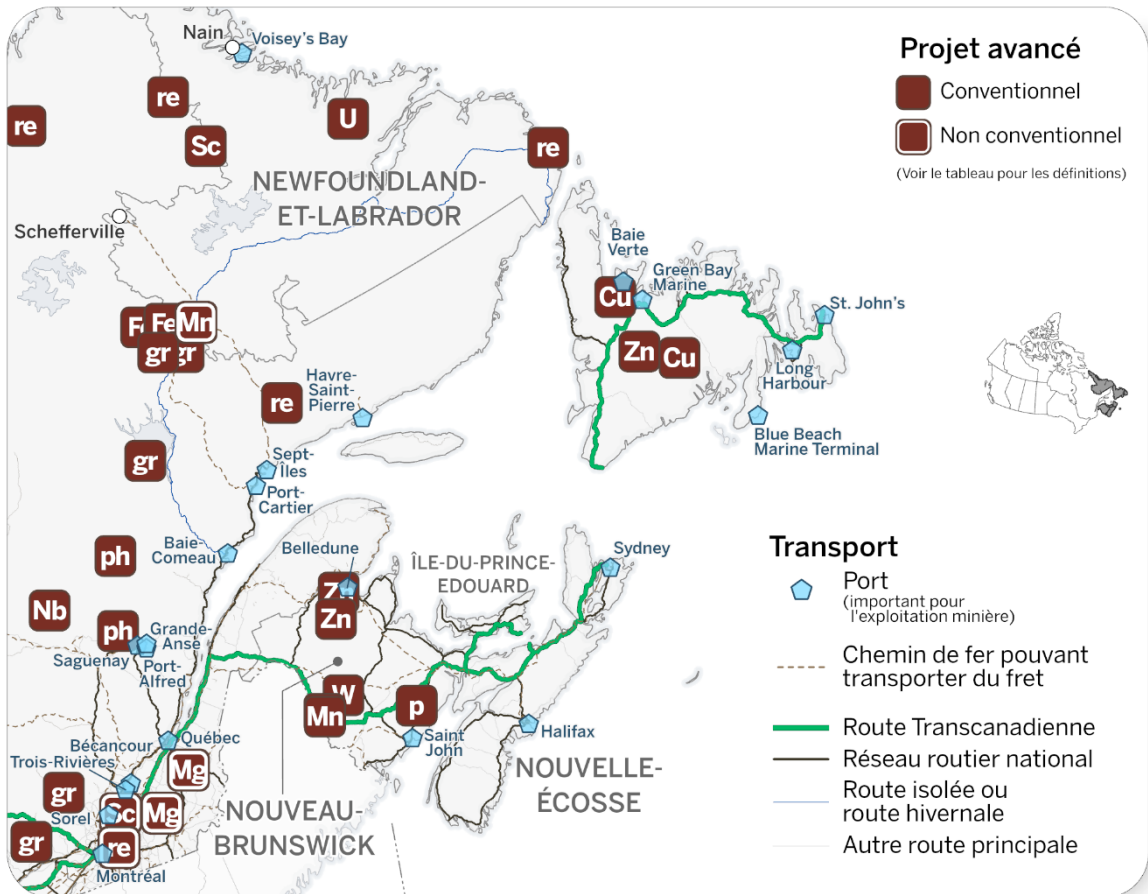 Nain
Voisey's Bay
re
re
U
Sc
re
NEWFOUNDLAND-
ET-LABRADOR
Schefferville
Fe
Mn
gr
gr
re
gr
Havre-
Saint-
Pierre
Sept-
Îles
Port-
Cartier
Baie-
Comeau
Baie
Verte
Green Bay
Marine
Cu
Zn
Cu
St. John's
Long
Harbour
Blue Beach
Marine Terminal
ph
Nb
ph
Grande-
Anse
Saguenay
Port-
Alfred
Belledune
Zn
ÎLE-DU-PRINCE-
EDOUARD
Sydney
W
Mn
p
Saint
John
Halifax
NOUVELLE-
ÉCOSSE
NOUVEAU-
BRUNSWICK
Bécancour
Québec
Trois-Rivières
Mg
gr
Sorel
Sc
Mg
gr
re
Montréal
Projet avancé
Conventionnel
Non conventionnel
(Voir le tableau pour les définitions)
Transport
Port
(important pour
l'exploitation minière)
Chemin de fer pouvant
transporter du fret
Route Transcanadienne
Réseau routier national
Route isolée ou
route hivernale
Autre route principale